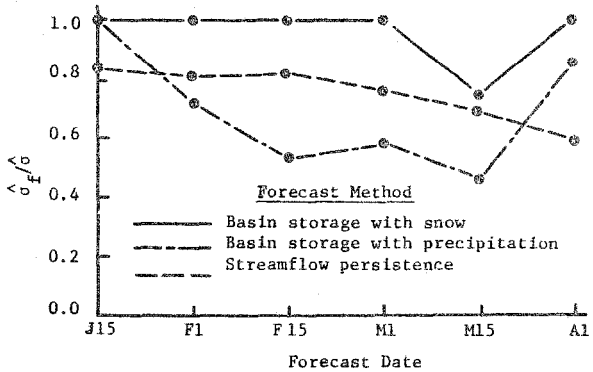 1.0
0.8
0.6
0.4
0.2
0.0
σ̂f/σ̂
Forecast Method
Basin storage with snow
Basin storage with precipitation
Streamflow persistence
J15 F1 F 15 M1 M15 A1
Forecast Date